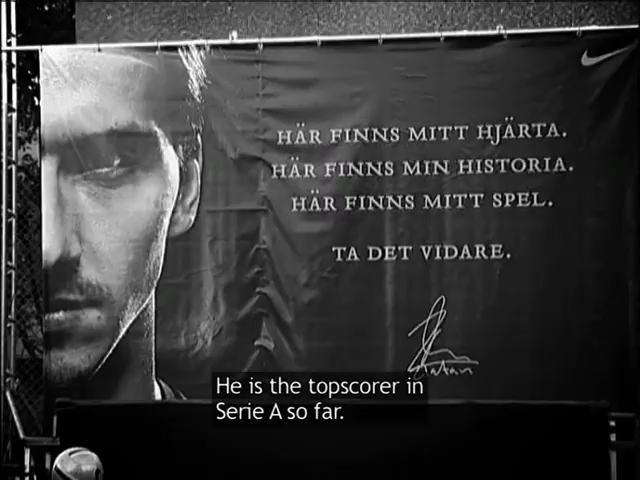 HÄR FINNS MITT HJÄRTA.
HÄR FINNS MIN HISTORIA.
HÄR FINNS MITT SPEL.
TA DET VIDARE.
He is the topscorer in
Serie A so far.